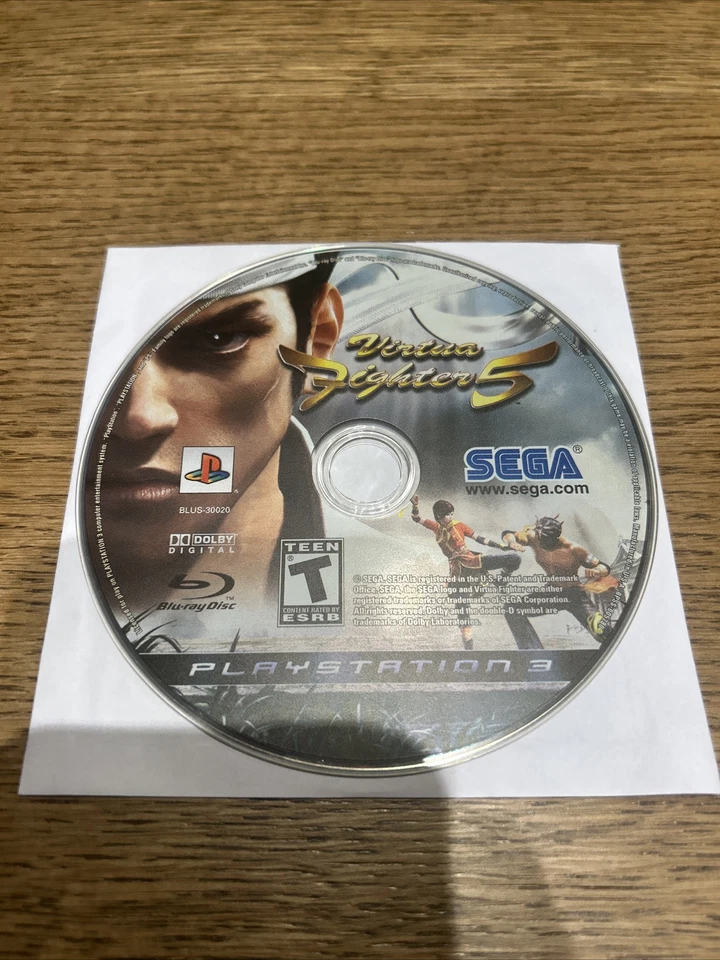 Virtua
Fighter 5
SEGA®
www.sega.com
BLUS-30020
DOLBY
DIGITAL
TEEN
T
CONTENT RATED BY
ESRB
Blu-ray Disc™
© SEGA. SEGA is registered in the U.S. Patent and Trademark
Office. SEGA, the SEGA logo and Virtua Fighter are either
registered trademarks or trademarks of SEGA Corporation.
All rights reserved. Dolby and the double-D symbol are
trademarks of Dolby Laboratories.
PLAYSTATION 3